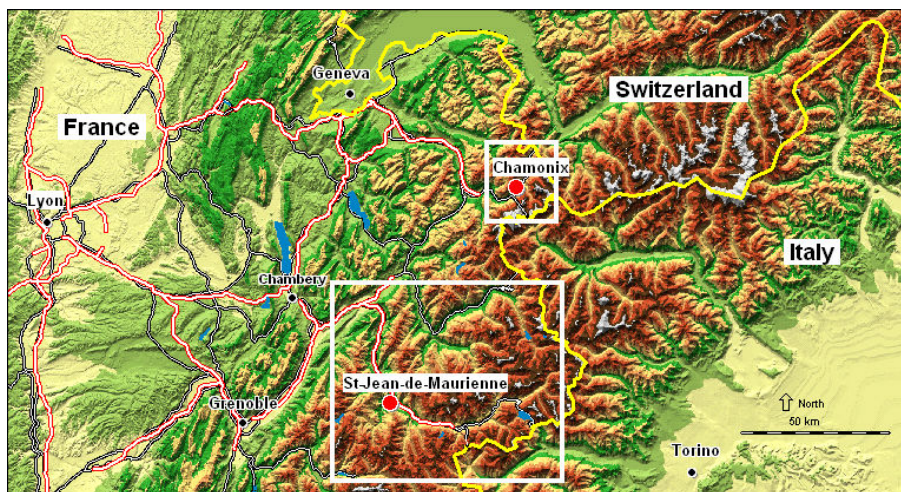 Geneva
Switzerland
France
Chamonix
Lyon
Italy
Chambery
St-Jean-de-Maurienne
Grenoble
North
50 km
Torino